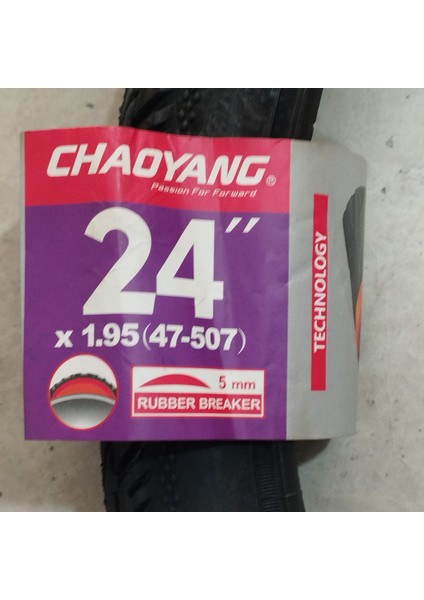 CHAOYANG®
Passion For Forward
24″
x 1.95(47-507)
5 mm
RUBBER BREAKER
TECHNOLOGY